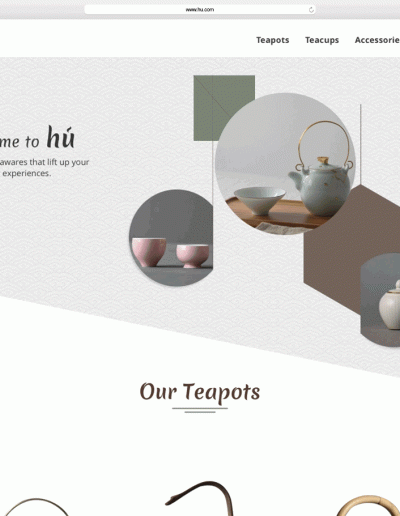 www.hu.com
Teapots Teacups Accessorie
me to hú
awares that lift up your
experiences.
Our Teapots